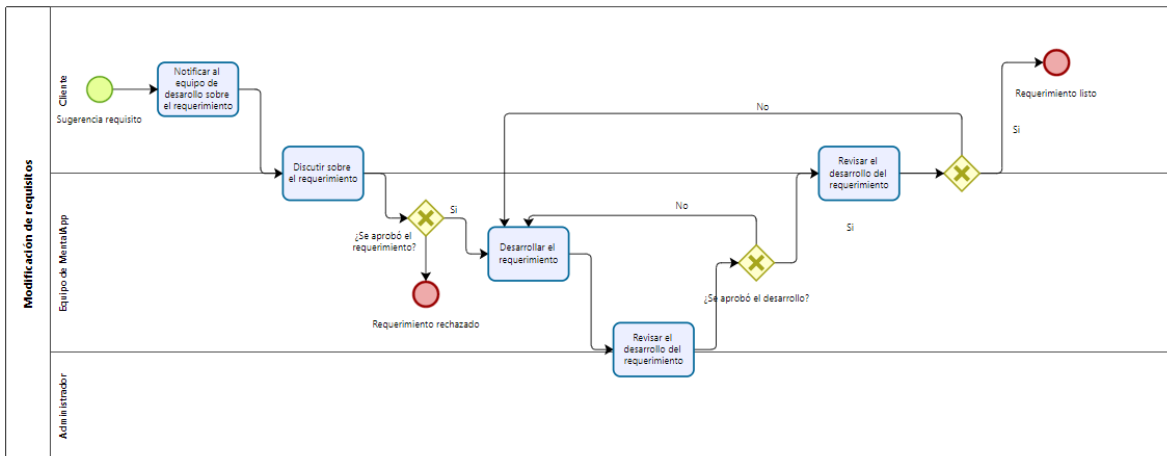 Modificación de requisitos
Cliente
Sugerencia requisito
Notificar al
equipo de
desarollo sobre
el requerimiento
Discutir sobre
el requerimiento
No
Requerimiento listo
Si
Revisar el
desarrollo del
requerimiento
Equipo de MentalApp
¿Se aprobó el
requerimiento?
Si
Requerimiento rechazado
Desarrollar el
requerimiento
No
¿Se aprobó el desarrollo?
Si
Revisar el
desarrollo del
requerimiento
Administrador